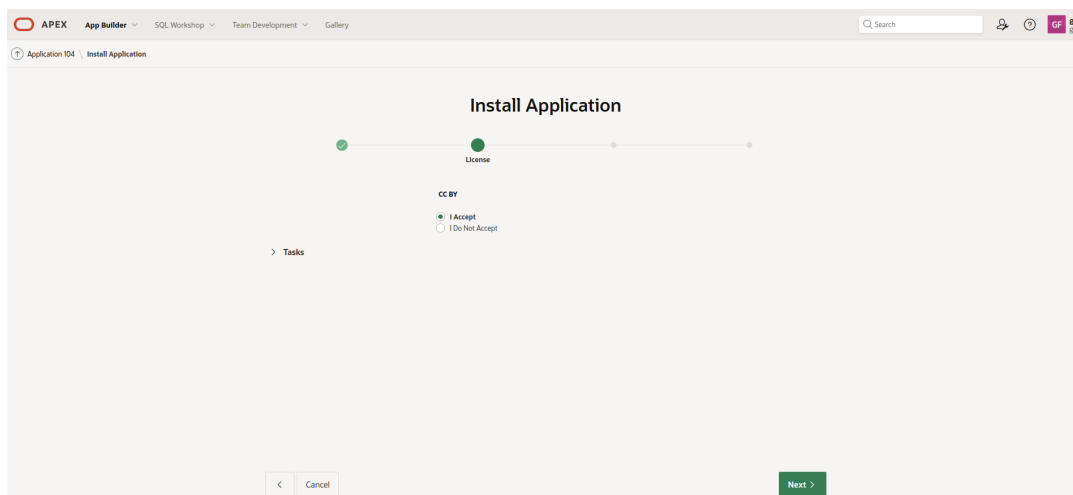 APEX App Builder SQL Workshop Team Development Gallery Search GF
Application 104 \ Install Application
Install Application
License
CC BY
I Accept
I Do Not Accept
Tasks
Cancel Next